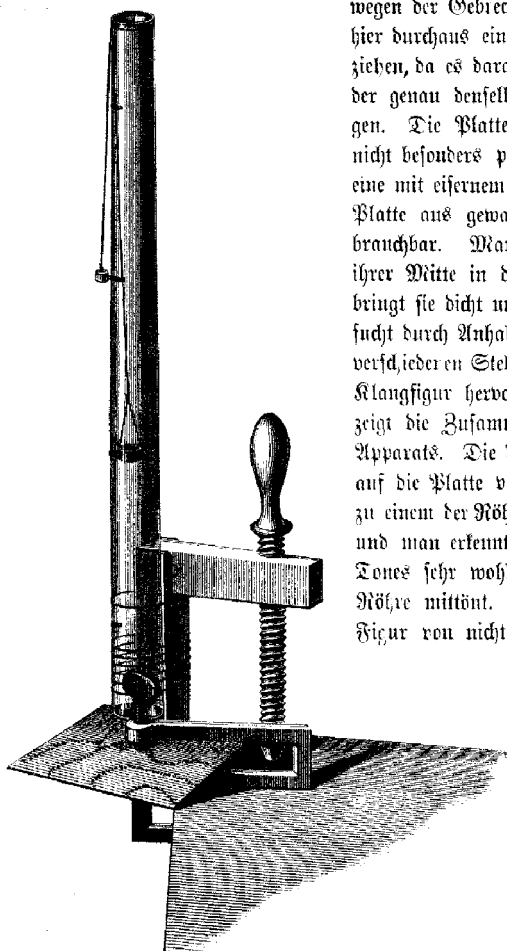 wegen der Gebrec
hier durchaus ein
ziehen, da es dara
der genau denſelb
gen. Die Platte
nicht beſonders p
eine mit eiſernem
Platte aus gewa
brauchbar. Man
ihrer Mitte in d
bringt ſie dicht un
ſucht durch Anhal
verſchiedenen Stel
Klangfigur hervo
zeigt die Zuſamm
Apparats. Die
auf die Platte v
zu einem der Röh
und man erkennt
Tones ſehr wohl
Röhre mittönt.
Figur von nicht